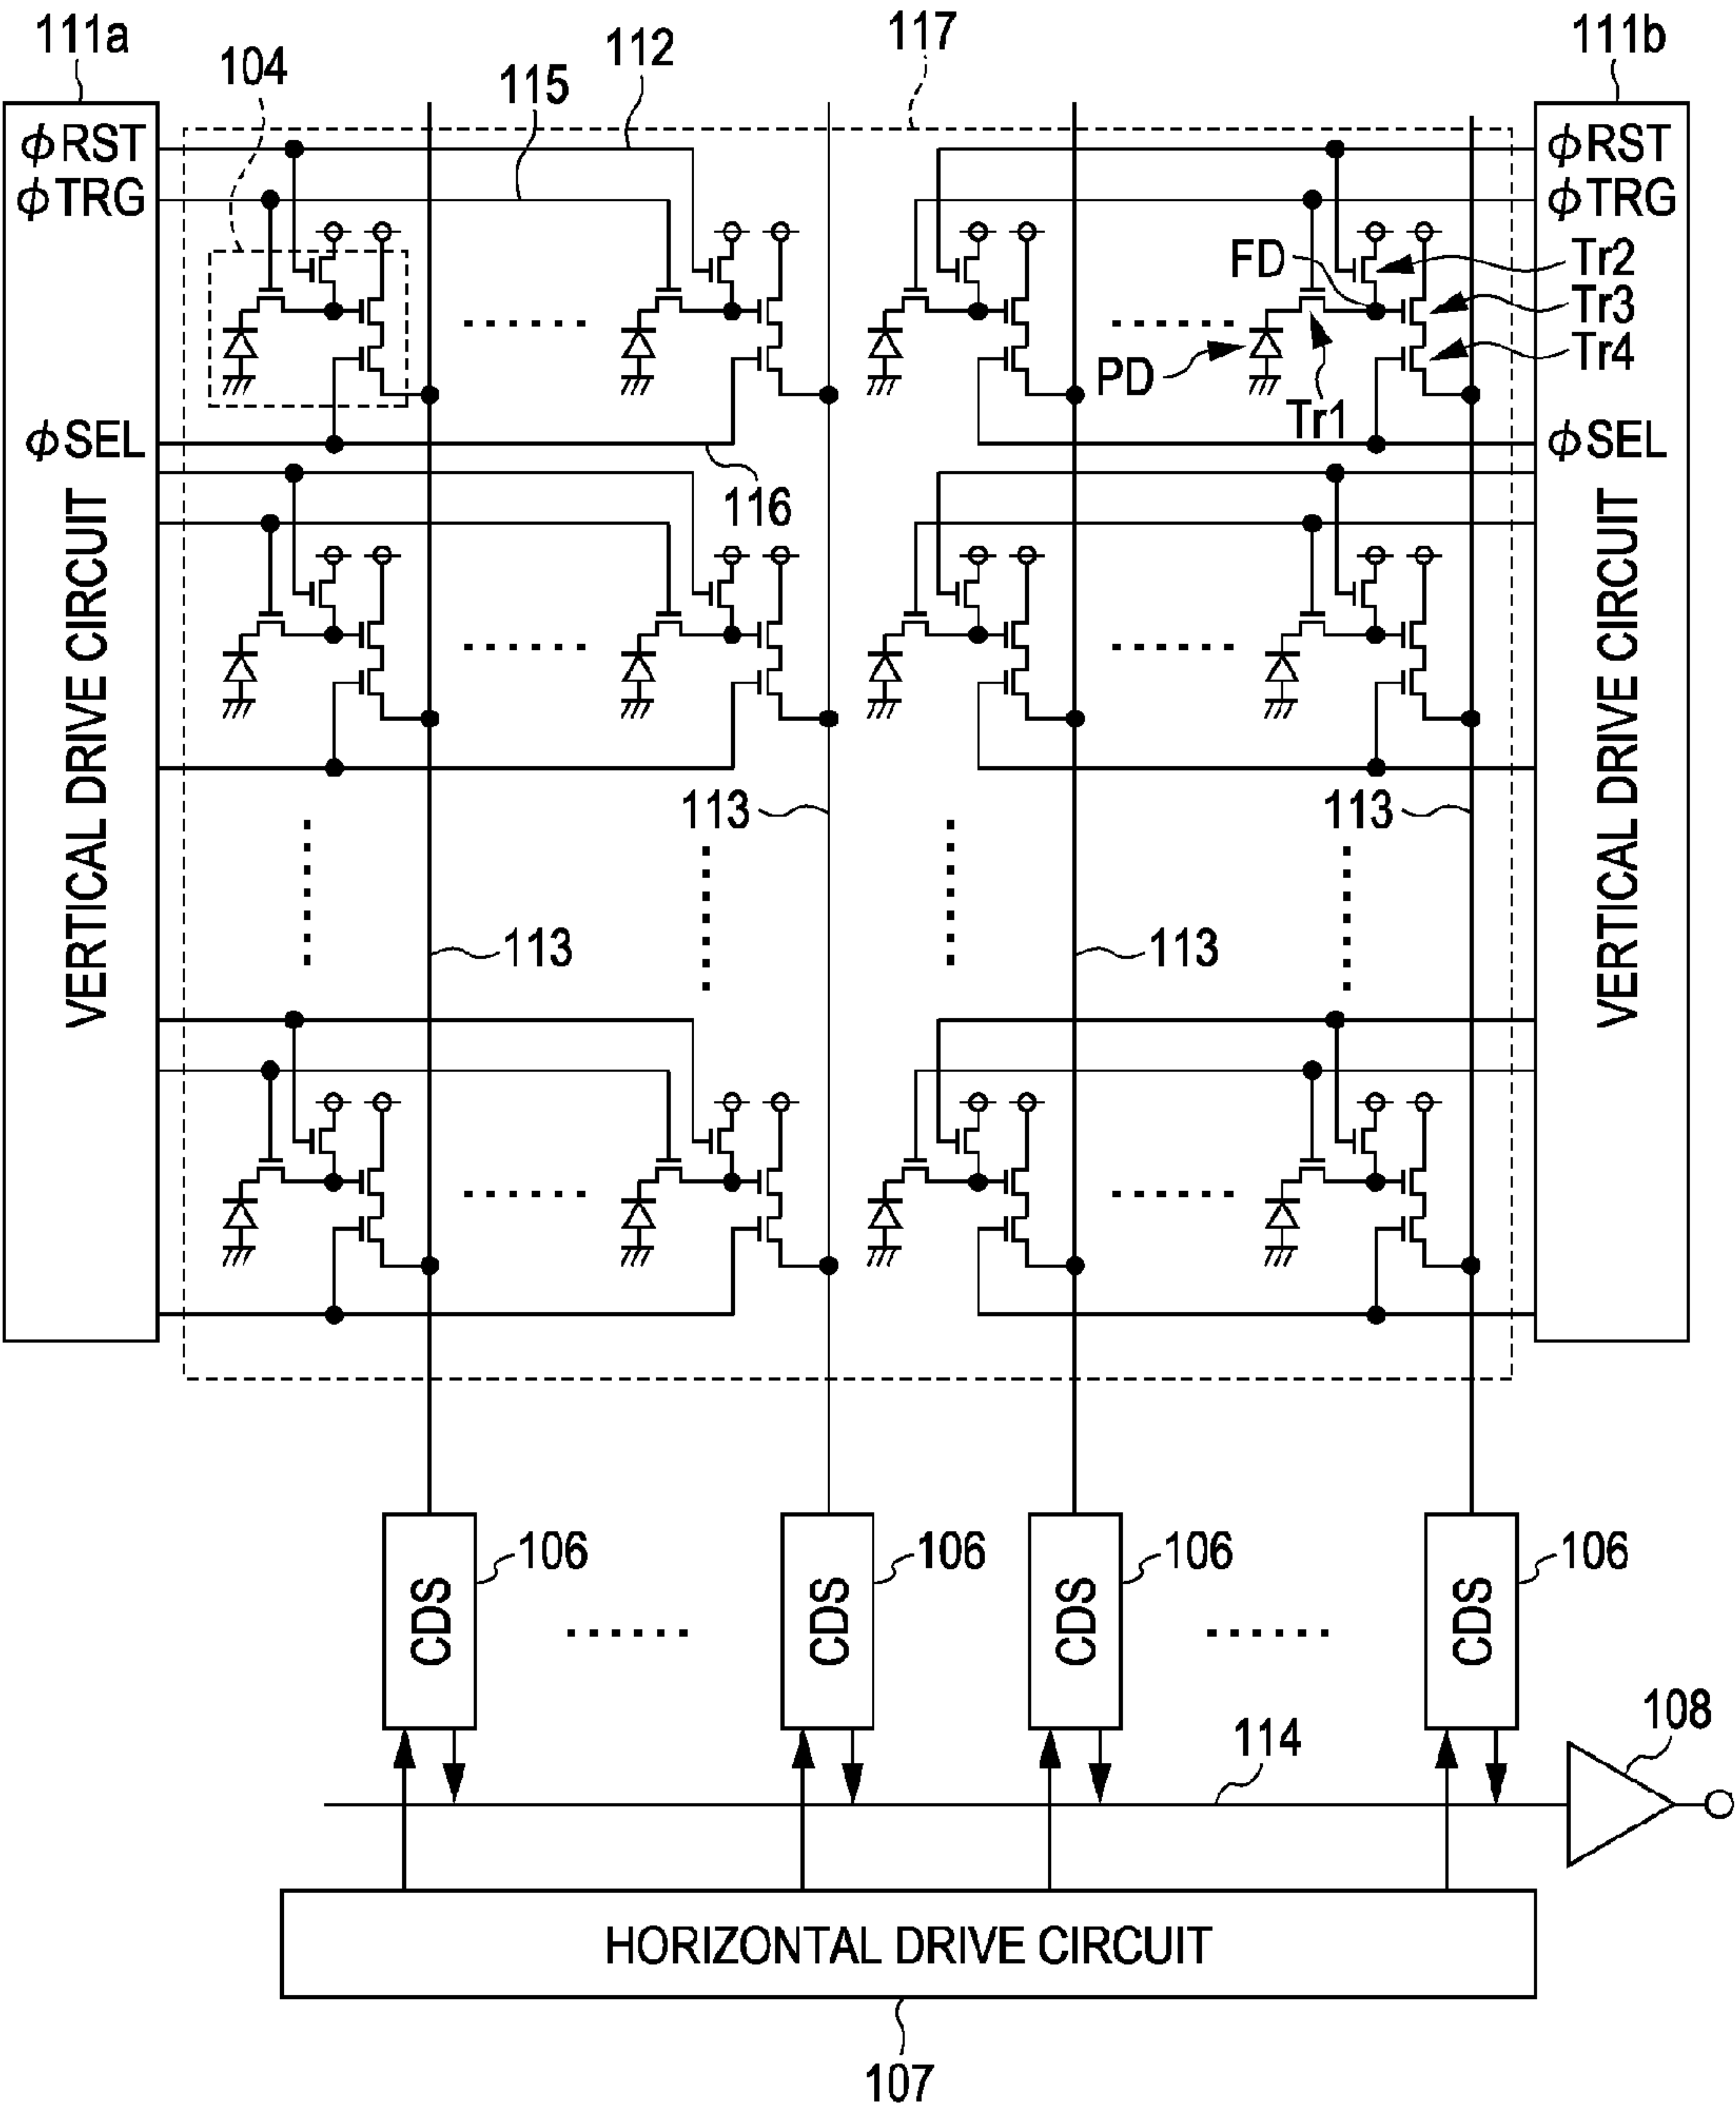 111a
104
115
112
117
111b
φRST
φTRG
φSEL
VERTICAL DRIVE CIRCUIT
φRST
φTRG
φSEL
VERTICAL DRIVE CIRCUIT
FD
PD
Tr1
Tr2
Tr3
Tr4
116
113
113
113
113
CDS
106
CDS
106
CDS
106
CDS
106
114
108
HORIZONTAL DRIVE CIRCUIT
107